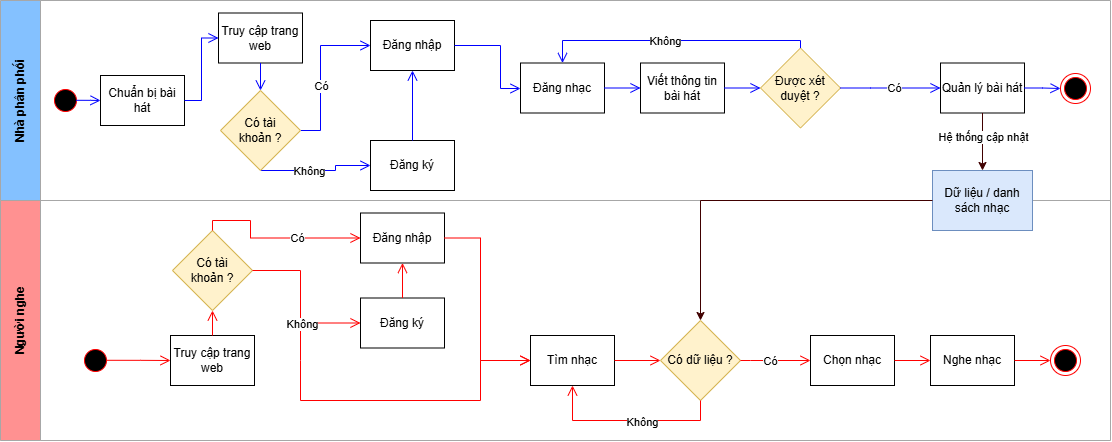 Nhà phân phối
Chuẩn bị bài
hát
Truy cập trang
web
Có tài
khoản ?
Có
Không
Đăng nhập
Đăng ký
Đăng nhạc
Không
Viết thông tin
bài hát
Được xét
duyệt ?
Có
Quản lý bài hát
Hệ thống cập nhật
Dữ liệu / danh
sách nhạc
Người nghe
Truy cập trang
web
Có tài
khoản ?
Có
Không
Đăng nhập
Đăng ký
Tìm nhạc
Có dữ liệu ?
Không
Có
Chọn nhạc
Nghe nhạc